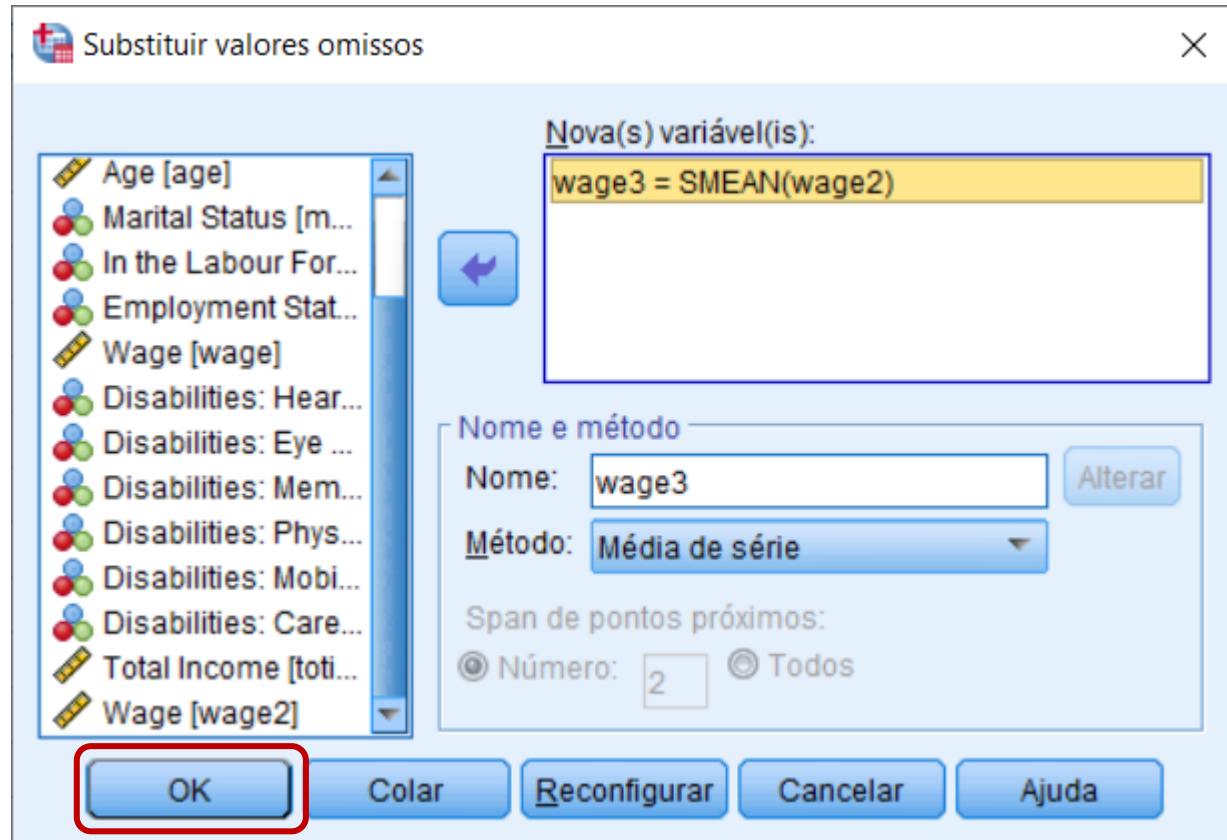 Substituir valores omissos
Nova(s) variável(is):
Age [age]
Marital Status [m...
In the Labour For...
Employment Stat...
Wage [wage]
Disabilities: Hear...
Disabilities: Eye ...
Disabilities: Mem...
Disabilities: Phys...
Disabilities: Mobi...
Disabilities: Care...
Total Income [toti...
Wage [wage2]
wage3 = SMEAN(wage2)
Nome e método
Nome: wage3 Alterar
Método: Média de série
Span de pontos próximos:
Número: 2 Todos
OK Colar Reconfigurar Cancelar Ajuda